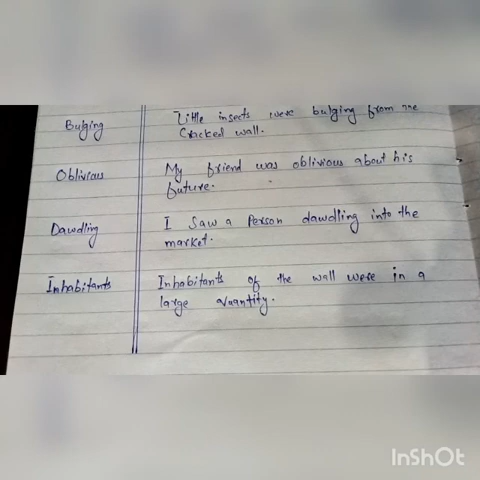 Bulging
Little insects were bulging from the
Cracked wall.
Oblivious
My friend was oblivious about his
future.
Dawdling
I Saw a Person dawdling into the
market.
Inhabitants
Inhabitants of the wall were in a
large quantity.
InShOt